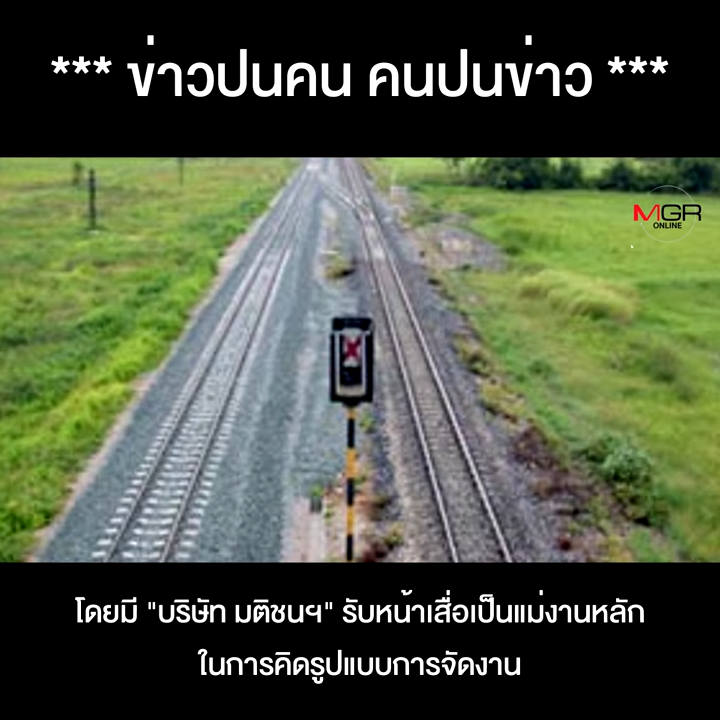 *** ข่าวปนคน คนปนข่าว ***
MGR
ONLINE
โดยมี "บริษัท มติชนฯ" รับหน้าเสื่อเป็นแม่งานหลัก
ในการคิดรูปแบบการจัดงาน